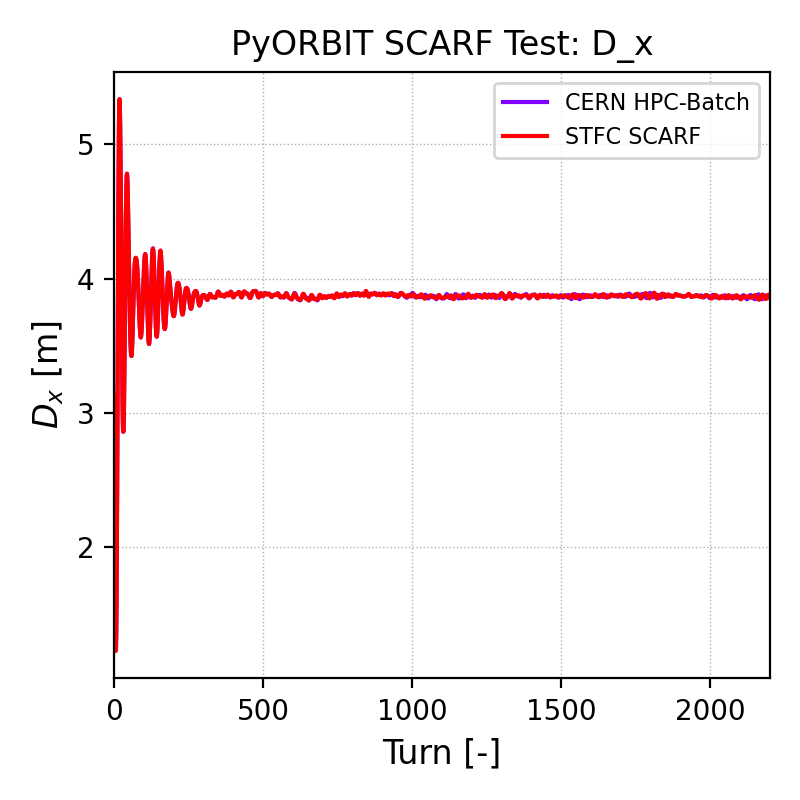 PyORBIT SCARF Test: D_x
CERN HPC-Batch
STFC SCARF
5
4
3
2
D_x [m]
0 500 1000 1500 2000
Turn [-]